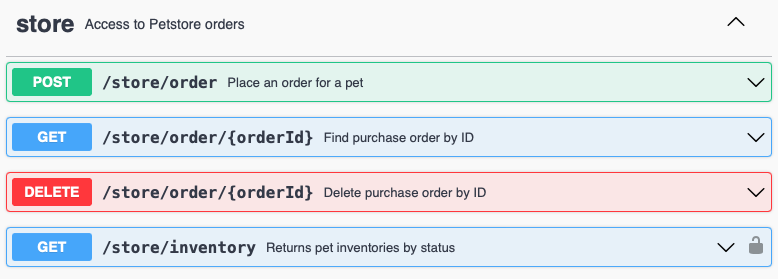 store Access to Petstore orders
POST /store/order Place an order for a pet
GET /store/order/{orderId} Find purchase order by ID
DELETE /store/order/{orderId} Delete purchase order by ID
GET /store/inventory Returns pet inventories by status